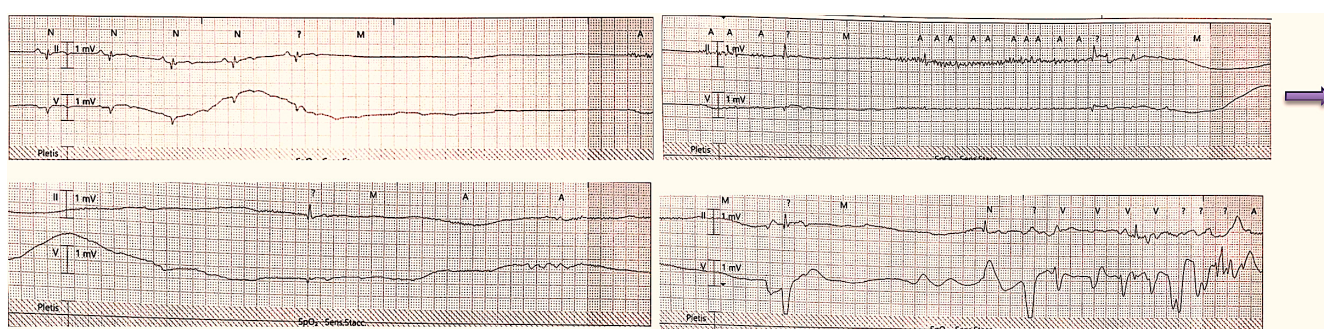 N N N N ? M A
II 1 mV
V 1 mV
Pletis
A A A ? M A A A A A A A A A A ? A M
II 1 mV
V 1 mV
Pletis
? M A A
II 1 mV
V 1 mV
Pletis
SpO₂ Sens.Stacc.
M ? M N ? V V V V ? ? ? A
II 1 mV
V 1 mV
Pletis